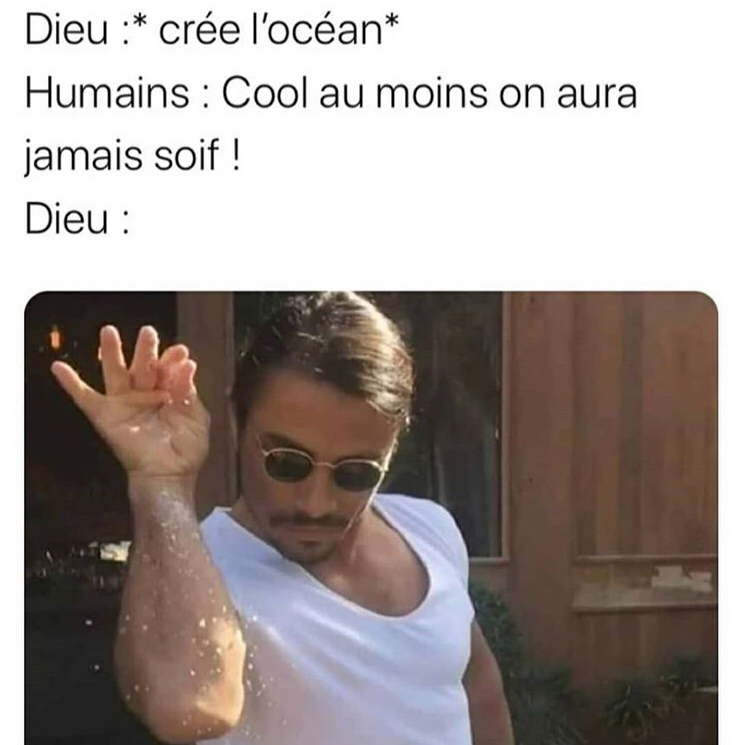 Dieu :* crée l'océan*
Humains : Cool au moins on aura
jamais soif !
Dieu :